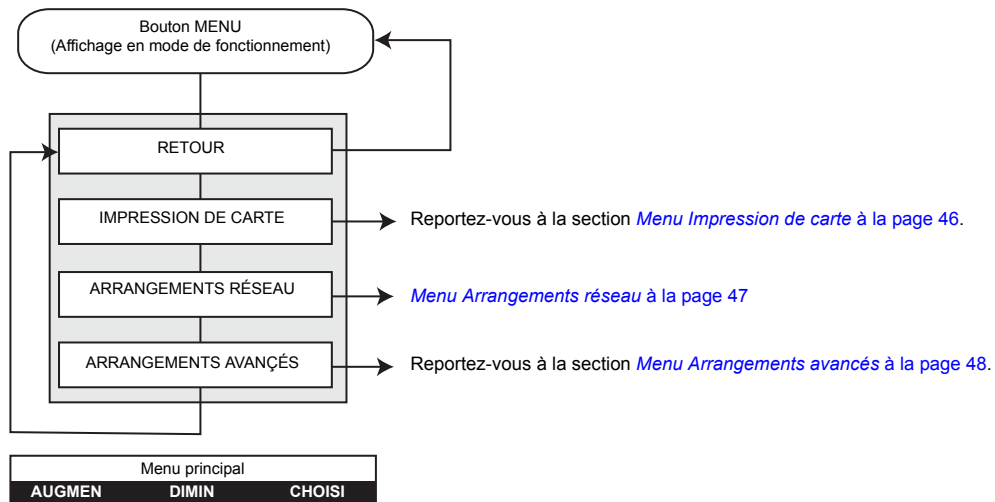 Bouton MENU
(Affichage en mode de fonctionnement)
RETOUR
IMPRESSION DE CARTE
Reportez-vous à la section Menu Impression de carte à la page 46.
ARRANGEMENTS RÉSEAU
Menu Arrangements réseau à la page 47
ARRANGEMENTS AVANÇÉS
Reportez-vous à la section Menu Arrangements avancés à la page 48.
Menu principal
AUGMEN DIMIN CHOISI